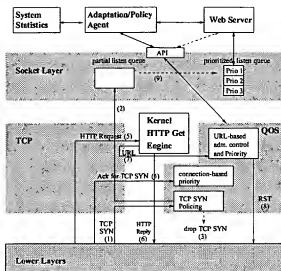 System
Statistics
Adaptation/Policy
Agent
Web Server
API
partial listen queue
prioritized listen queue
Socket Layer
Prio 1
Prio 2
Prio 3
(9)
(2)
TCP
HTTP Request (5)
Kernel
HTTP Get
Engine
QOS
URL-based
adm. control
and Priority
URL
(7)
Ack for TCP SYN (4)
connection-based
priority
TCP SYN
Policing
RST
(8)
TCP
SYN
(1)
HTTP
Reply
(6)
drop TCP SYN
(3)
Lower Layers